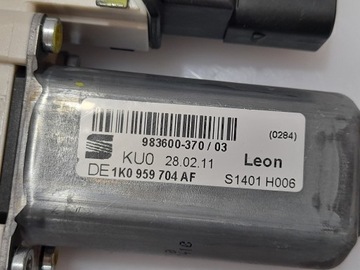 983600-370 / 03
(0284)
KU0 28.02.11
Leon
DE 1K0 959 704 AF
S1401 H006